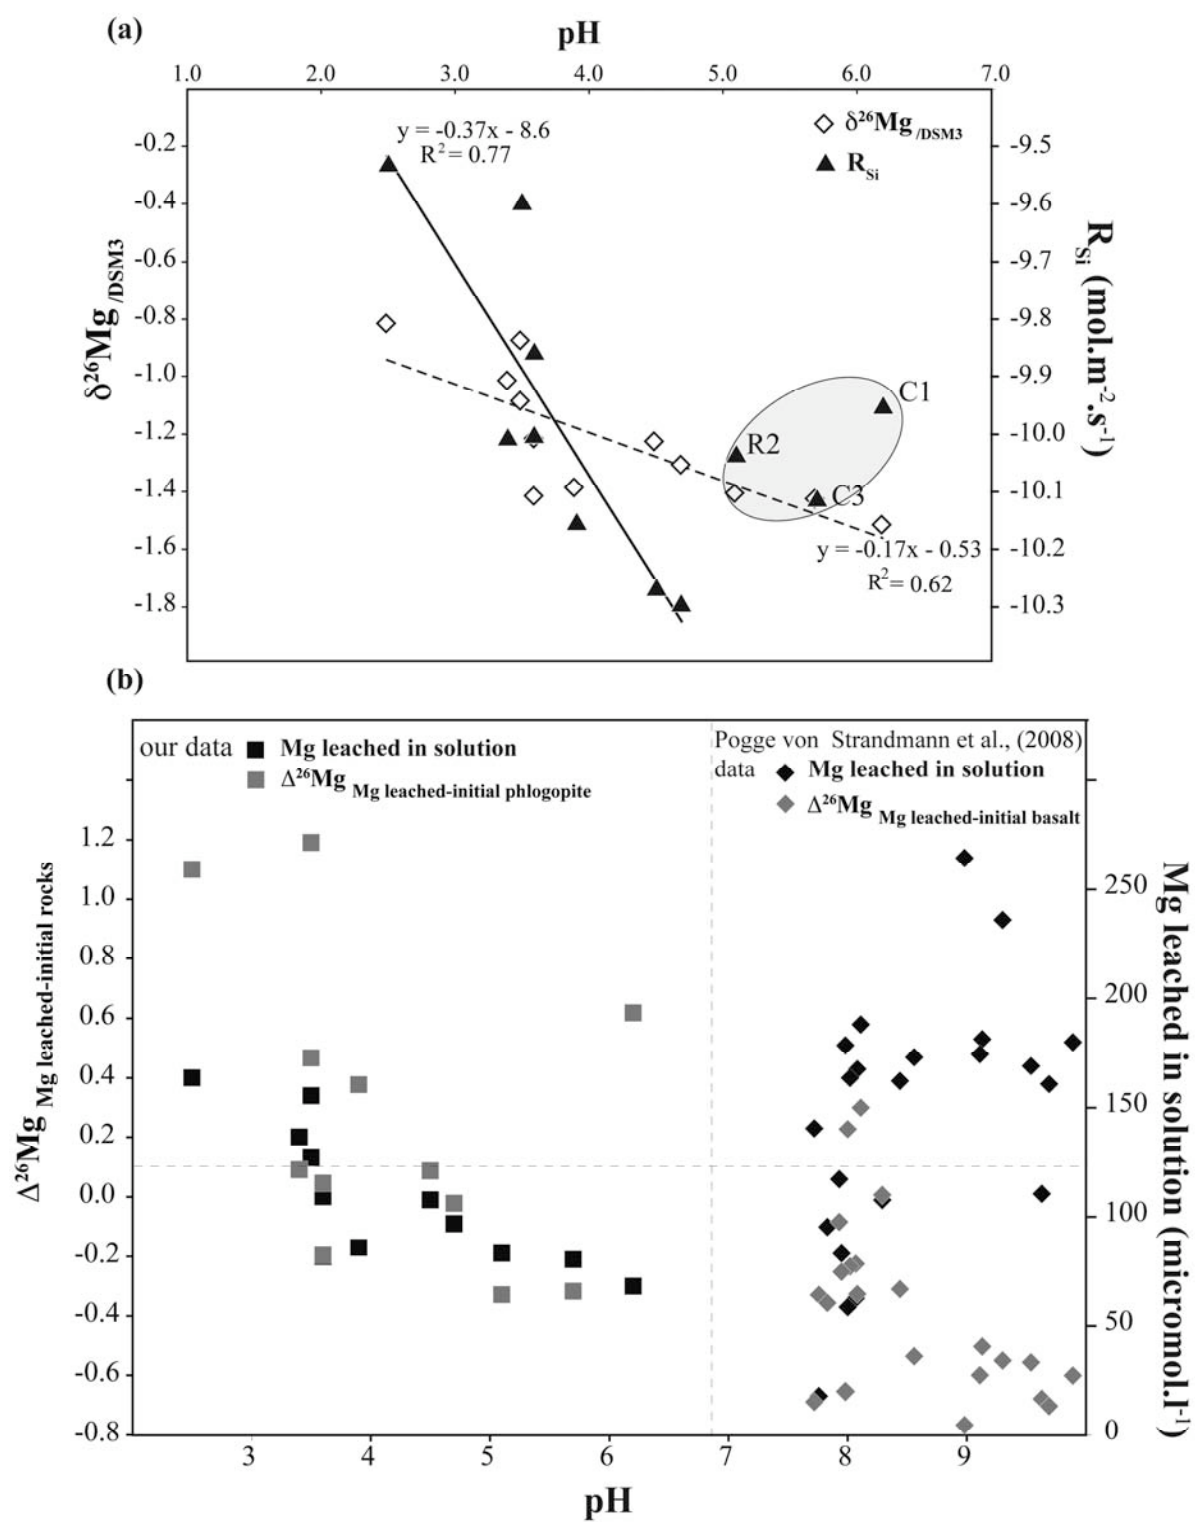 (a)
pH
1.0 2.0 3.0 4.0 5.0 6.0 7.0
y = -0.37x - 8.6
R² = 0.77
δ²⁶Mg /DSM3
R Si
-0.2
-0.4
-0.6
-0.8
-1.0
-1.2
-1.4
-1.6
-1.8
δ²⁶Mg /DSM3
-9.5
-9.6
-9.7
-9.8
-9.9
-10.0
-10.1
-10.2
-10.3
R Si (mol.m⁻².s⁻¹)
C1
R2
C3
y = -0.17x - 0.53
R² = 0.62
(b)
our data
Mg leached in solution
Δ²⁶Mg Mg leached-initial phlogopite
Pogge von Strandmann et al., (2008)
data
Mg leached in solution
Δ²⁶Mg Mg leached-initial basalt
1.2
1.0
0.8
0.6
0.4
0.2
0.0
-0.2
-0.4
-0.6
-0.8
Δ²⁶Mg Mg leached-initial rocks
250
200
150
100
50
0
Mg leached in solution (micromol.l⁻¹)
3 4 5 6 7 8 9
pH